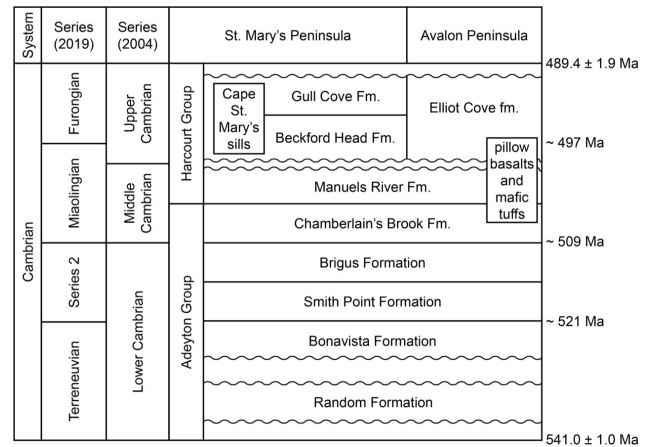 System
Series
(2019)
Series
(2004)
St. Mary's Peninsula
Avalon Peninsula
489.4 ± 1.9 Ma
Cambrian
Furongian
Miaolingian
Series 2
Terreneuvian
Upper
Cambrian
Middle
Cambrian
Lower Cambrian
Harcourt Group
Adeyton Group
Cape
St.
Mary's
sills
Gull Cove Fm.
Beckford Head Fm.
Elliot Cove fm.
~ 497 Ma
pillow
basalts
and
mafic
tuffs
Manuels River Fm.
Chamberlain's Brook Fm.
~ 509 Ma
Brigus Formation
Smith Point Formation
~ 521 Ma
Bonavista Formation
Random Formation
541.0 ± 1.0 Ma